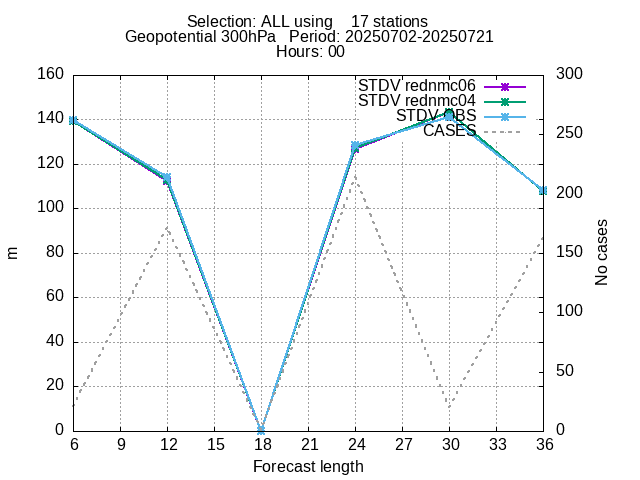 Selection: ALL using    17 stations
Geopotential 300hPa   Period: 20250702-20250721
Hours: 00
160 300
STDV rednmc06
STDV rednmc04
140 250
STDV OBS
CASES
120 200
100
80 150
60 100
40 50
20
0 0
m
No cases
6 9 12 15 18 21 24 27 30 33 36
Forecast length